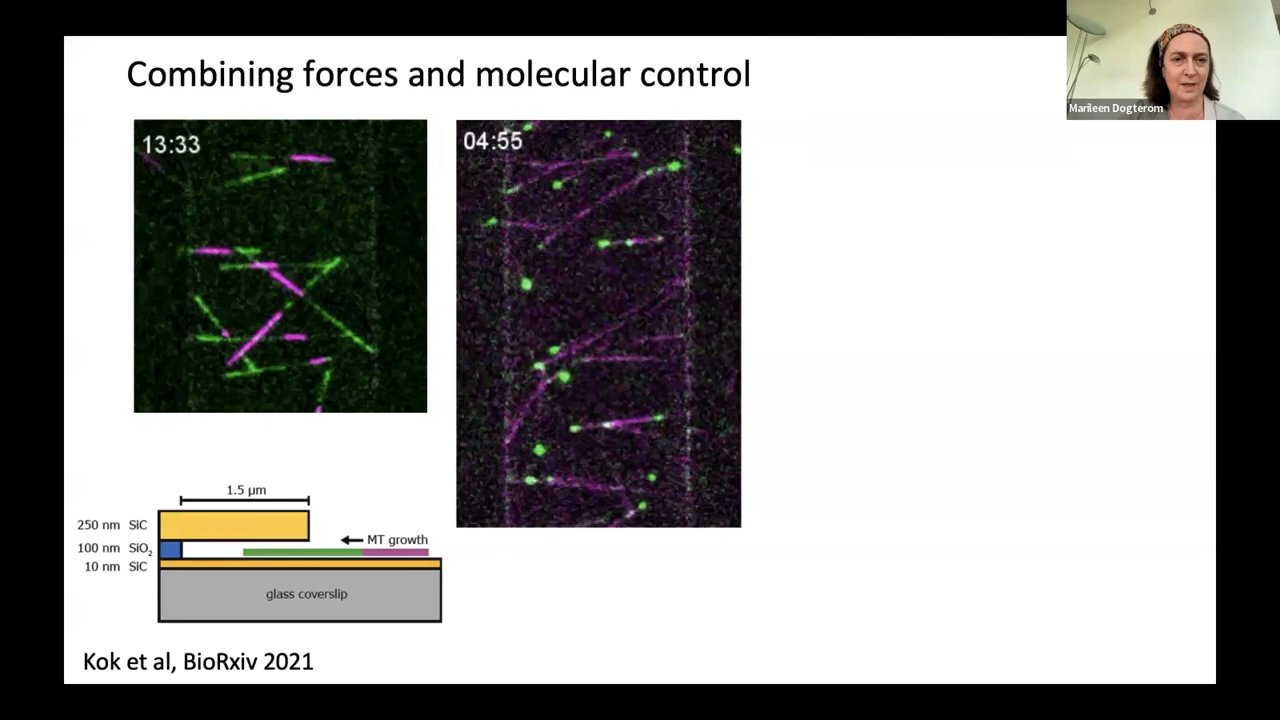 Combining forces and molecular control
Marileen Dogterom
13:33
04:55
1.5 µm
250 nm SiC
100 nm SiO₂
10 nm SiC
MT growth
glass coverslip
Kok et al, BioRxiv 2021